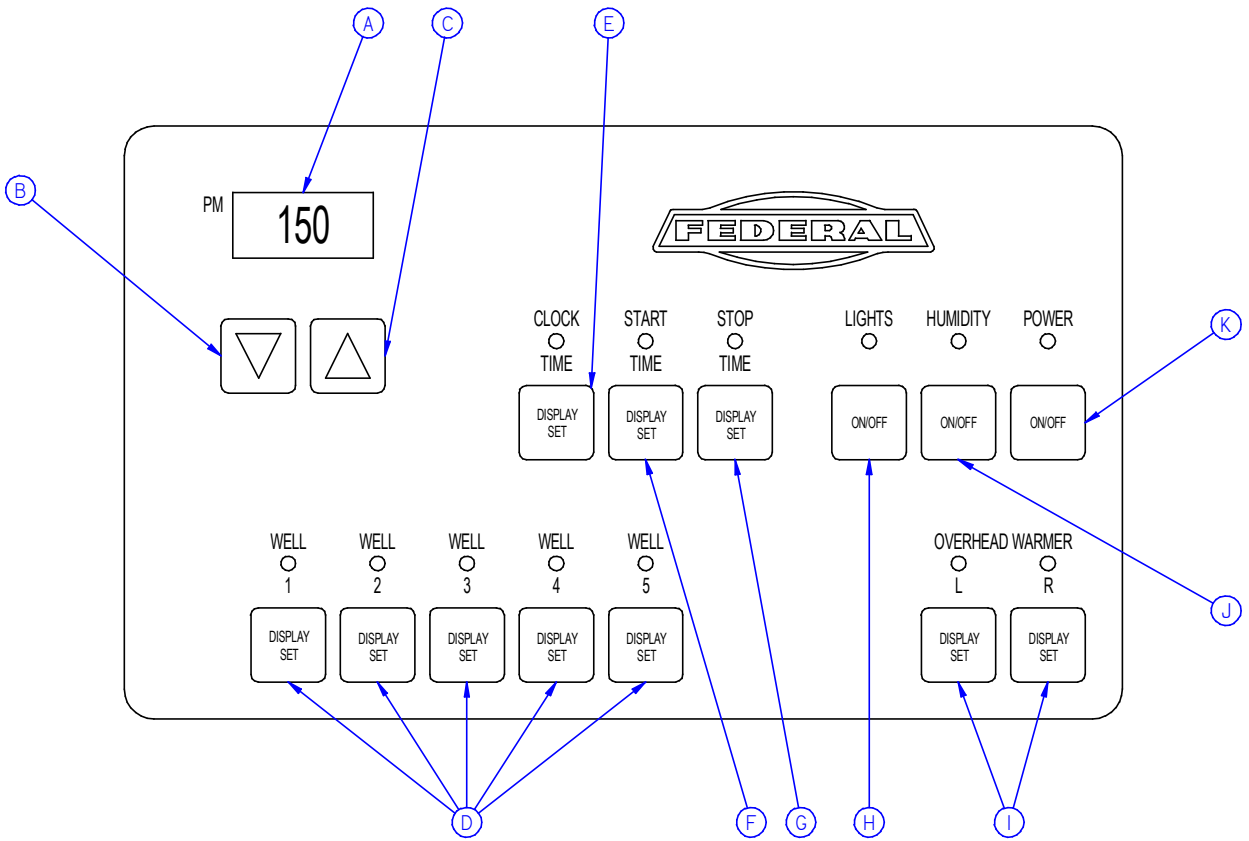 A C E
B
PM 150
FEDERAL
CLOCK START STOP LIGHTS HUMIDITY POWER
K
TIME TIME TIME
DISPLAY SET DISPLAY SET DISPLAY SET ON/OFF ON/OFF ON/OFF
WELL WELL WELL WELL WELL OVERHEAD WARMER
1 2 3 4 5 L R
J
DISPLAY SET DISPLAY SET DISPLAY SET DISPLAY SET DISPLAY SET DISPLAY SET DISPLAY SET
D F G H I